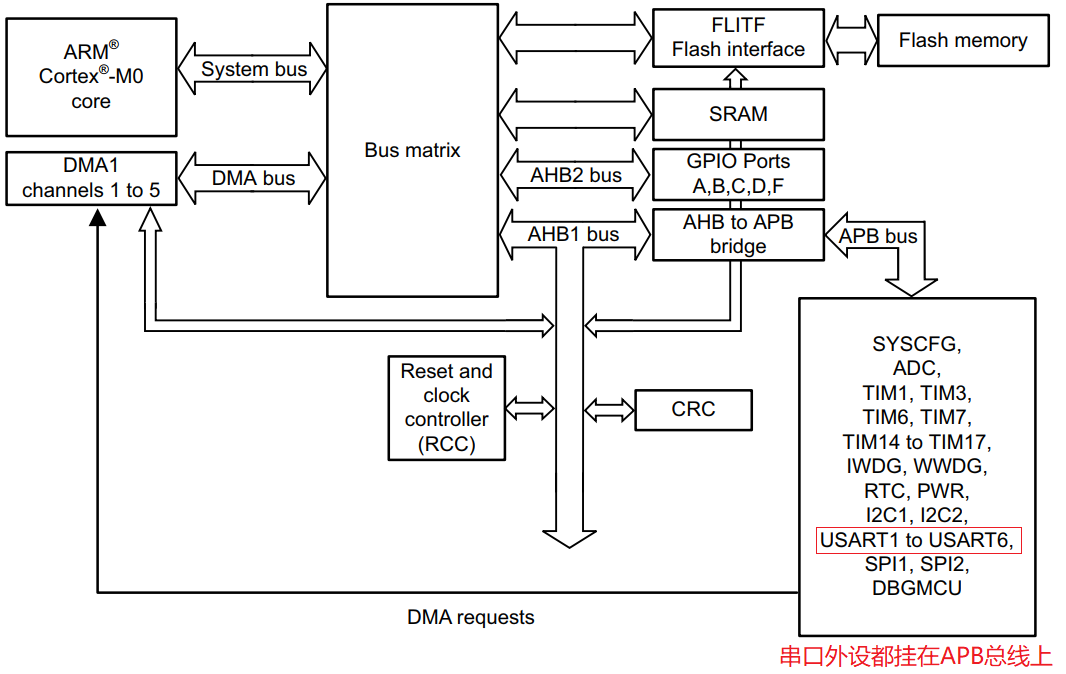 ARM®
Cortex®-M0
core
System bus
DMA1
channels 1 to 5
DMA bus
Bus matrix
FLITF
Flash interface
Flash memory
SRAM
AHB2 bus
GPIO Ports
A,B,C,D,F
AHB1 bus
AHB to APB
bridge
APB bus
Reset and
clock
controller
(RCC)
CRC
SYSCFG,
ADC,
TIM1, TIM3,
TIM6, TIM7,
TIM14 to TIM17,
IWDG, WWDG,
RTC, PWR,
I2C1, I2C2,
USART1 to USART6,
SPI1, SPI2,
DBGMCU
DMA requests
串口外设都挂在APB总线上